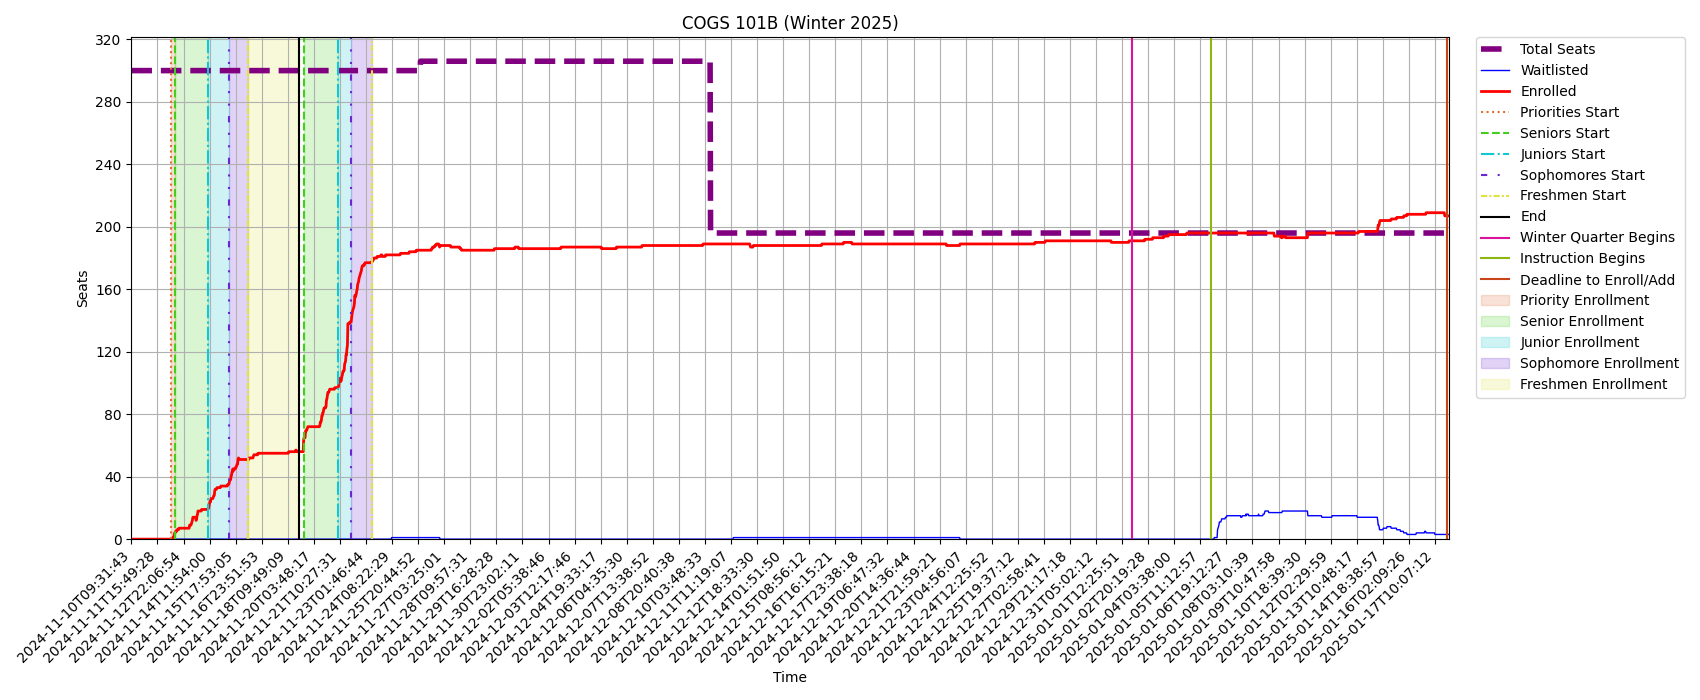 COGS 101B (Winter 2025)
320
280
240
200
160
120
80
40
0
Seats
2024-11-10T09:31:43
2024-11-11T15:49:28
2024-11-12T22:06:54
2024-11-14T11:54:00
2024-11-15T17:53:05
2024-11-16T23:51:53
2024-11-18T09:49:09
2024-11-20T03:48:17
2024-11-21T10:27:31
2024-11-23T01:46:44
2024-11-24T08:22:29
2024-11-25T20:44:52
2024-11-27T03:25:01
2024-11-28T09:57:31
2024-11-29T16:28:28
2024-11-30T23:02:11
2024-12-02T05:38:46
2024-12-03T12:17:46
2024-12-04T19:33:17
2024-12-06T04:35:30
2024-12-07T13:38:52
2024-12-08T20:40:38
2024-12-10T03:48:33
2024-12-11T11:19:07
2024-12-12T18:33:30
2024-12-14T01:51:50
2024-12-15T08:56:12
2024-12-16T16:15:21
2024-12-17T23:38:18
2024-12-19T06:47:32
2024-12-20T14:36:44
2024-12-21T21:59:21
2024-12-23T04:56:07
2024-12-24T12:25:52
2024-12-25T19:37:12
2024-12-27T02:58:41
2024-12-29T21:17:18
2024-12-31T05:02:12
2025-01-01T12:25:51
2025-01-02T20:19:28
2025-01-04T03:38:00
2025-01-05T11:12:57
2025-01-06T19:12:27
2025-01-08T03:10:39
2025-01-09T10:47:58
2025-01-10T18:39:30
2025-01-12T02:29:59
2025-01-13T10:48:17
2025-01-14T18:38:57
2025-01-16T02:09:26
2025-01-17T10:07:12
Time
Total Seats
Waitlisted
Enrolled
Priorities Start
Seniors Start
Juniors Start
Sophomores Start
Freshmen Start
End
Winter Quarter Begins
Instruction Begins
Deadline to Enroll/Add
Priority Enrollment
Senior Enrollment
Junior Enrollment
Sophomore Enrollment
Freshmen Enrollment